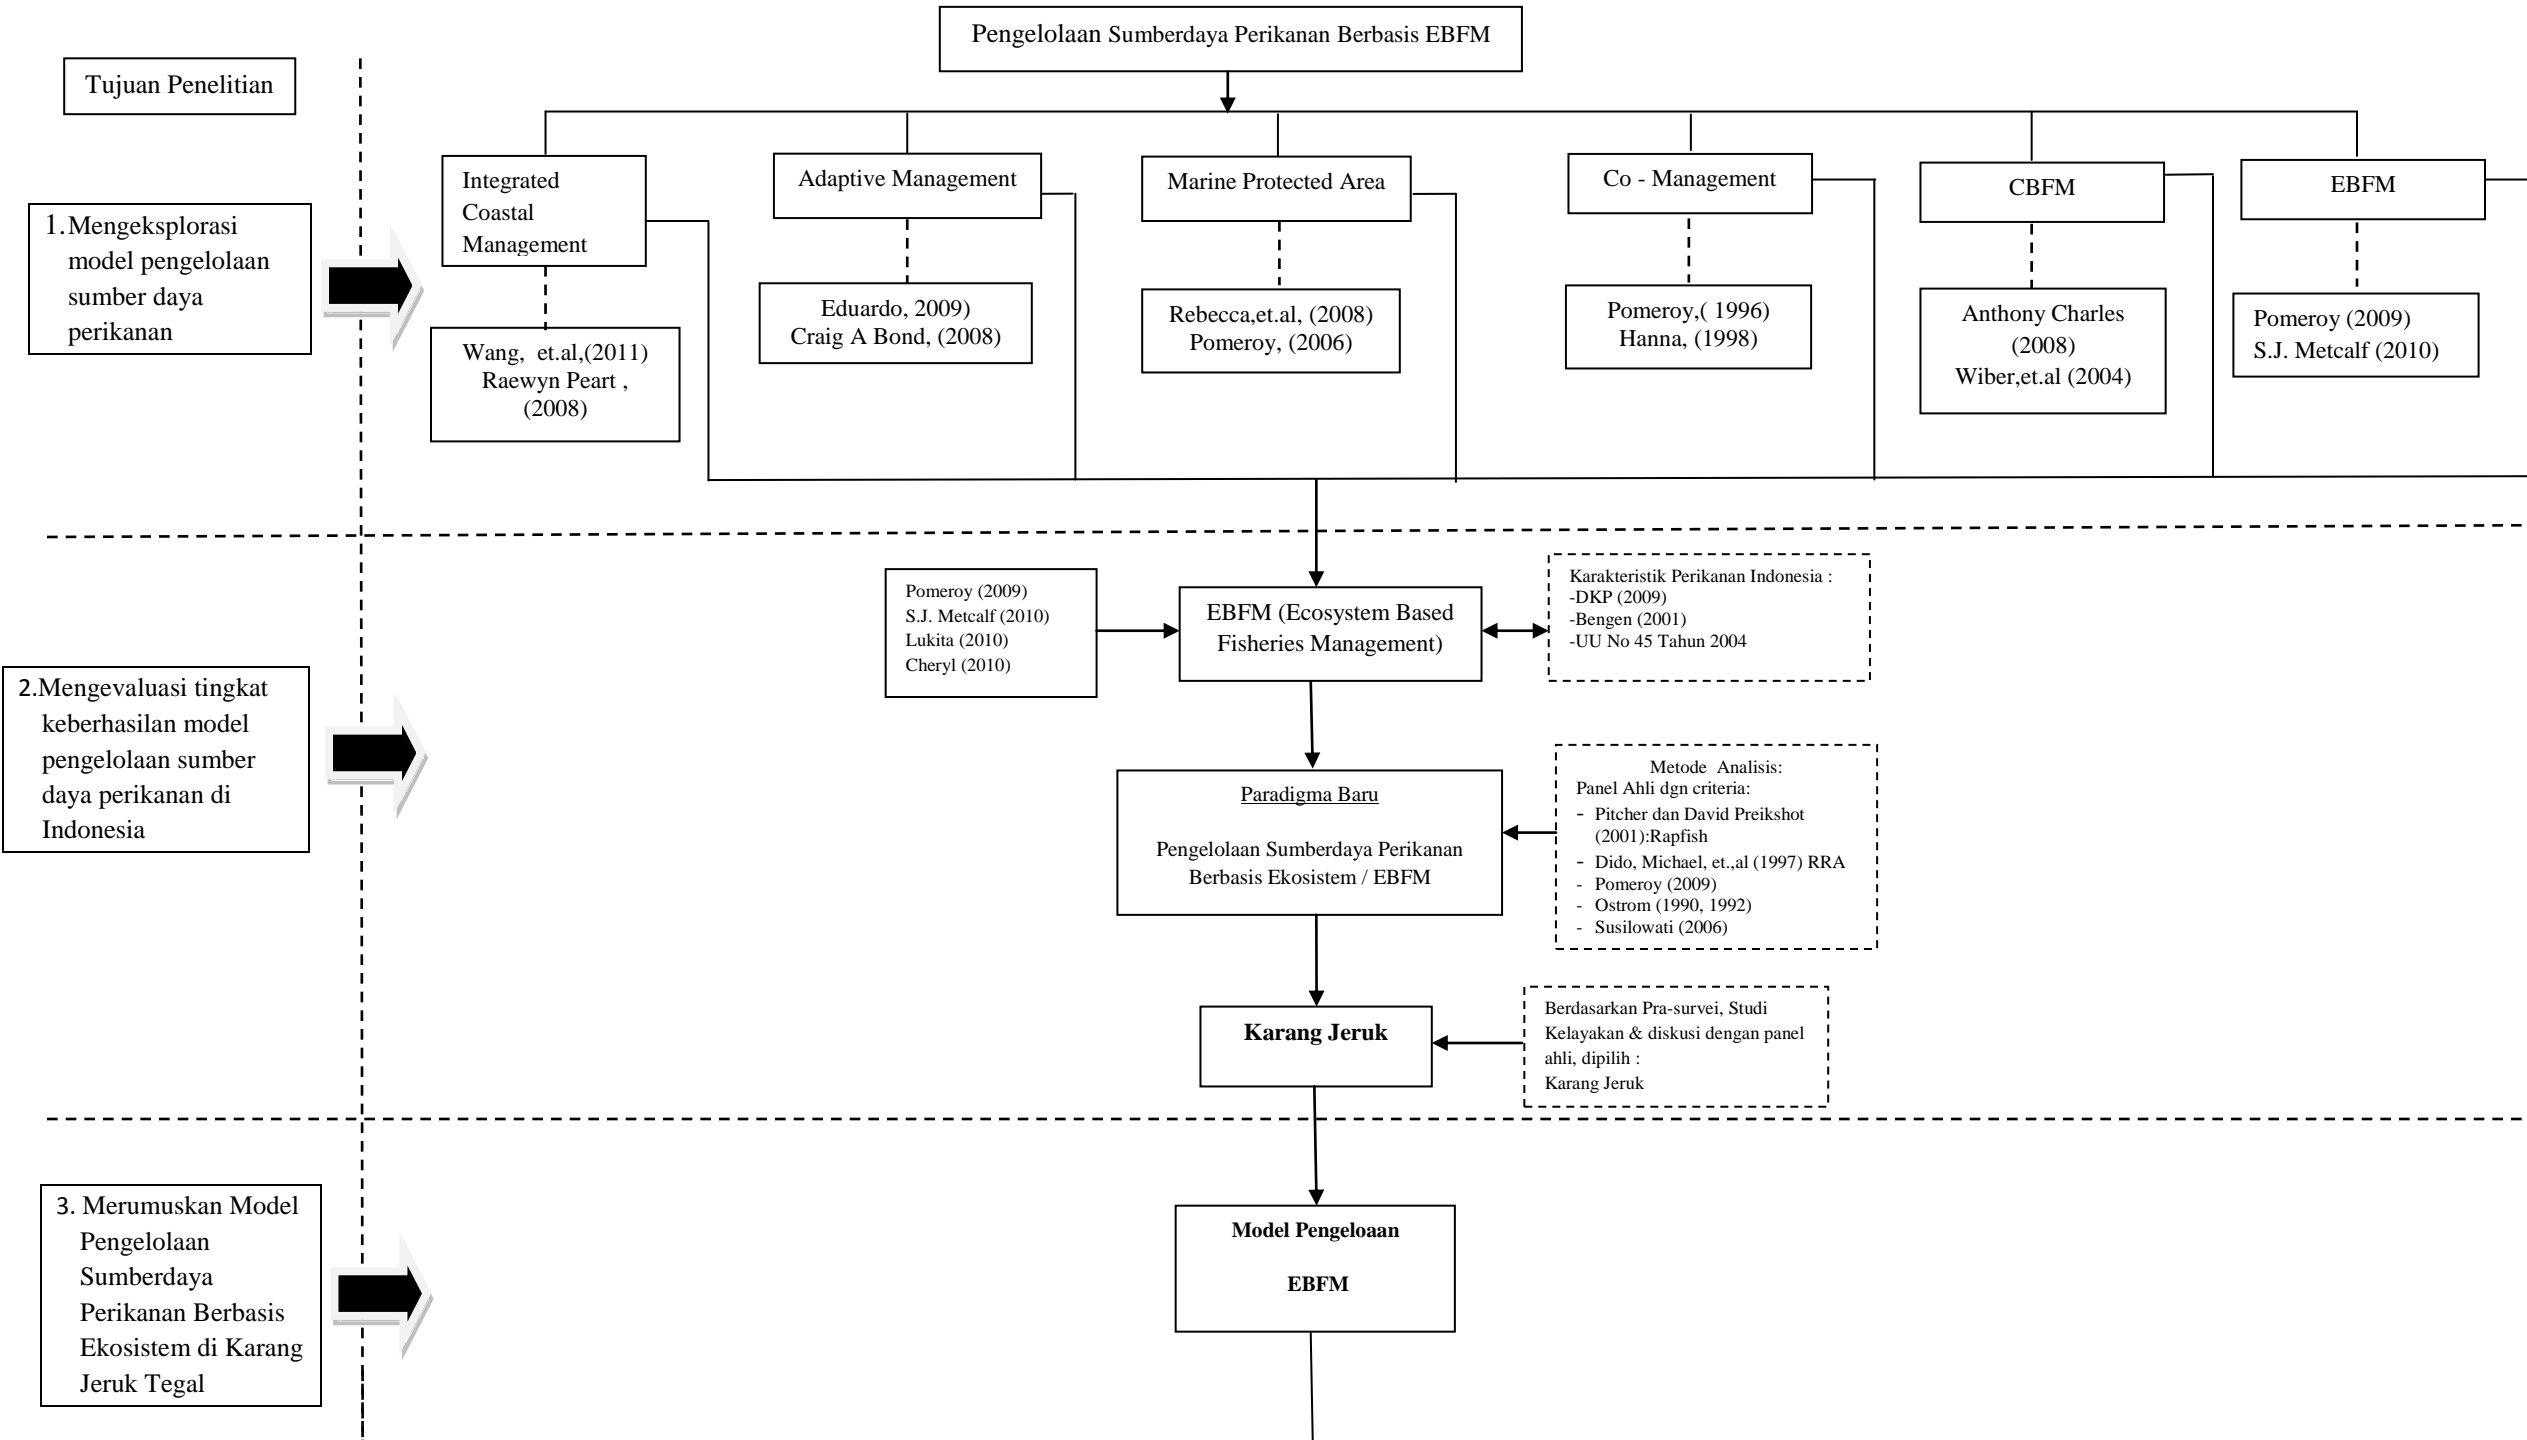 Pengelolaan Sumberdaya Perikanan Berbasis EBFM
Tujuan Penelitian
1. Mengeksplorasi
model pengelolaan
sumber daya
perikanan
Integrated
Coastal
Management
Adaptive Management
Marine Protected Area
Co - Management
CBFM
EBFM
Wang, et.al,(2011)
Raewyn Peart ,
(2008)
Eduardo, 2009)
Craig A Bond, (2008)
Rebecca,et.al, (2008)
Pomeroy, (2006)
Pomeroy,( 1996)
Hanna, (1998)
Anthony Charles
(2008)
Wiber,et.al (2004)
Pomeroy (2009)
S.J. Metcalf (2010)
2.Mengevaluasi tingkat
keberhasilan model
pengelolaan sumber
daya perikanan di
Indonesia
Pomeroy (2009)
S.J. Metcalf (2010)
Lukita (2010)
Cheryl (2010)
EBFM (Ecosystem Based
Fisheries Management)
Karakteristik Perikanan Indonesia :
-DKP (2009)
-Bengen (2001)
-UU No 45 Tahun 2004
Paradigma Baru
Pengelolaan Sumberdaya Perikanan
Berbasis Ekosistem / EBFM
Metode Analisis:
Panel Ahli dgn criteria:
- Pitcher dan David Preikshot
(2001):Rapfish
- Dido, Michael, et.,al (1997) RRA
- Pomeroy (2009)
- Ostrom (1990, 1992)
- Susilowati (2006)
Karang Jeruk
Berdasarkan Pra-survei, Studi
Kelayakan & diskusi dengan panel
ahli, dipilih :
Karang Jeruk
3. Merumuskan Model
Pengelolaan
Sumberdaya
Perikanan Berbasis
Ekosistem di Karang
Jeruk Tegal
Model Pengeloaan
EBFM